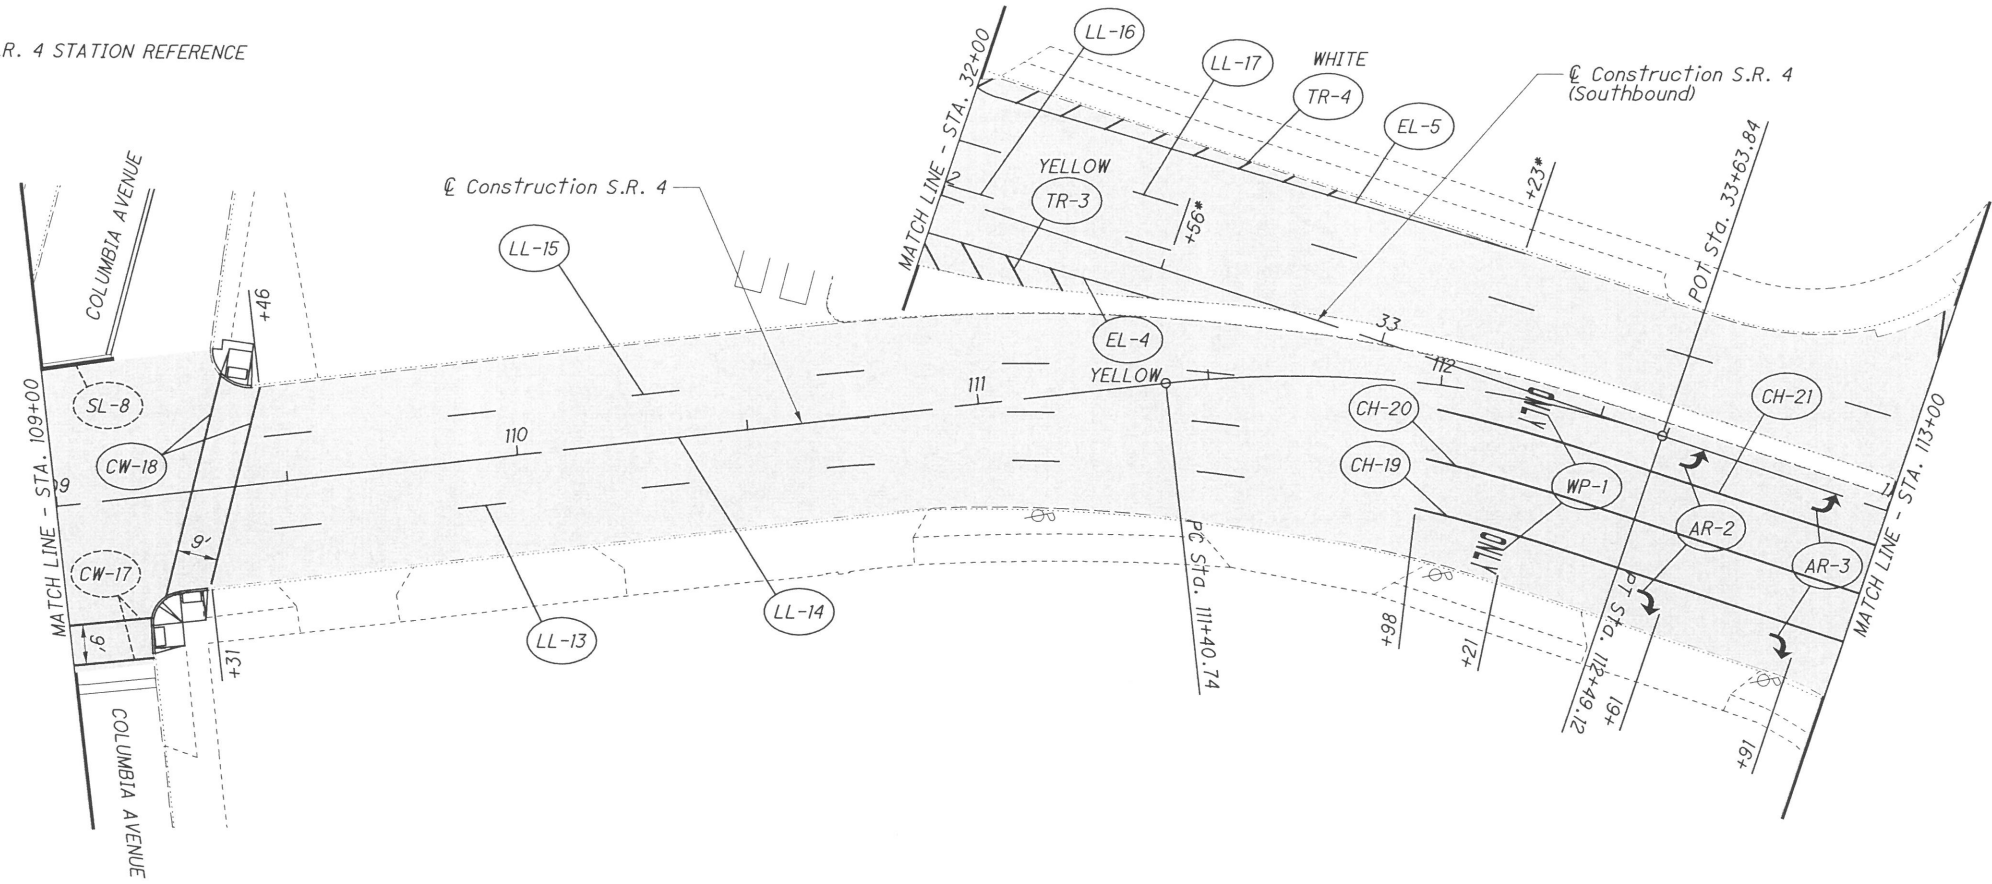 R. 4 STATION REFERENCE
LL-16
LL-17
WHITE
TR-4
EL-5
℄ Construction S.R. 4
(Southbound)
MATCH LINE - STA. 32+00
2
YELLOW
TR-3
+56*
+23*
POT Sta. 33+63.84
COLUMBIA AVENUE
℄ Construction S.R. 4
LL-15
+46
EL-4
33
YELLOW
112
111
110
ONLY
CH-20
CH-21
CH-19
SL-8
CW-18
MATCH LINE - STA. 109+00
09
9'
CW-17
9'
WP-1
ONLY
AR-2
AR-3
MATCH LINE - STA. 113+00
PC Sta. 111+40.74
PT Sta. 112+49.12
LL-14
LL-13
+31
+98
+21
+61
+91
COLUMBIA AVENUE